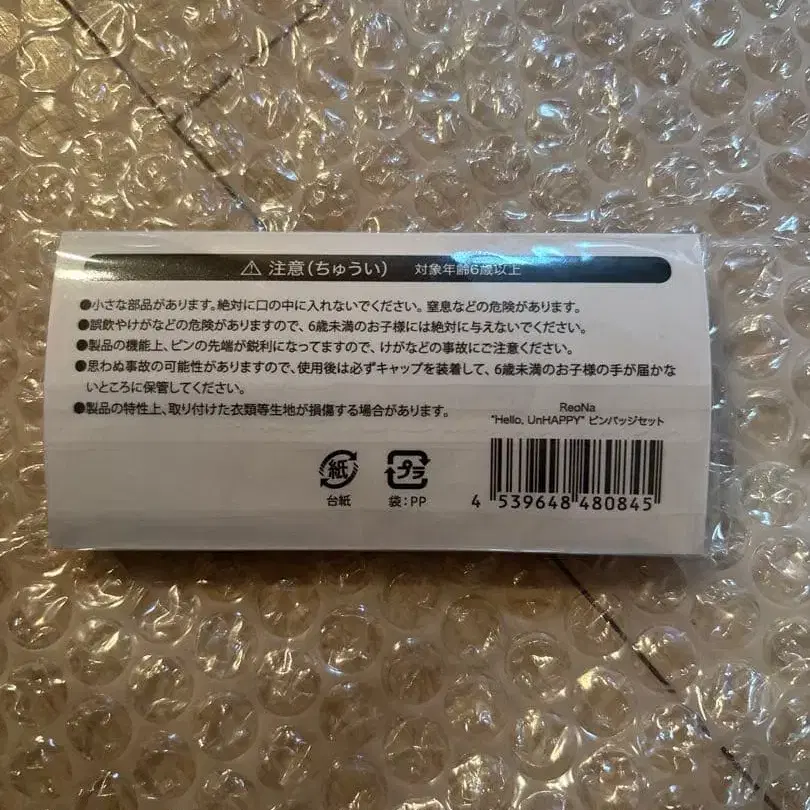 ⚠ 注意(ちゅうい) 対象年齢6歳以上
●小さな部品があります。絶対に口の中に入れないでください。窒息などの危険があります。
●誤飲やけがなどの危険がありますので、6歳未満のお子様には絶対に与えないでください。
●製品の機能上、ピンの先端が鋭利になってますので、けがなどの事故にご注意ください。
●思わぬ事故の可能性がありますので、使用後は必ずキャップを装着して、6歳未満のお子様の手が届かな
いところに保管してください。
●製品の特性上、取り付けた衣類等生地が損傷する場合があります。
ReoNa
"Hello, UnHAPPY" ピンバッジセット
紙
台紙
プラ
袋：PP
4 539648 480845